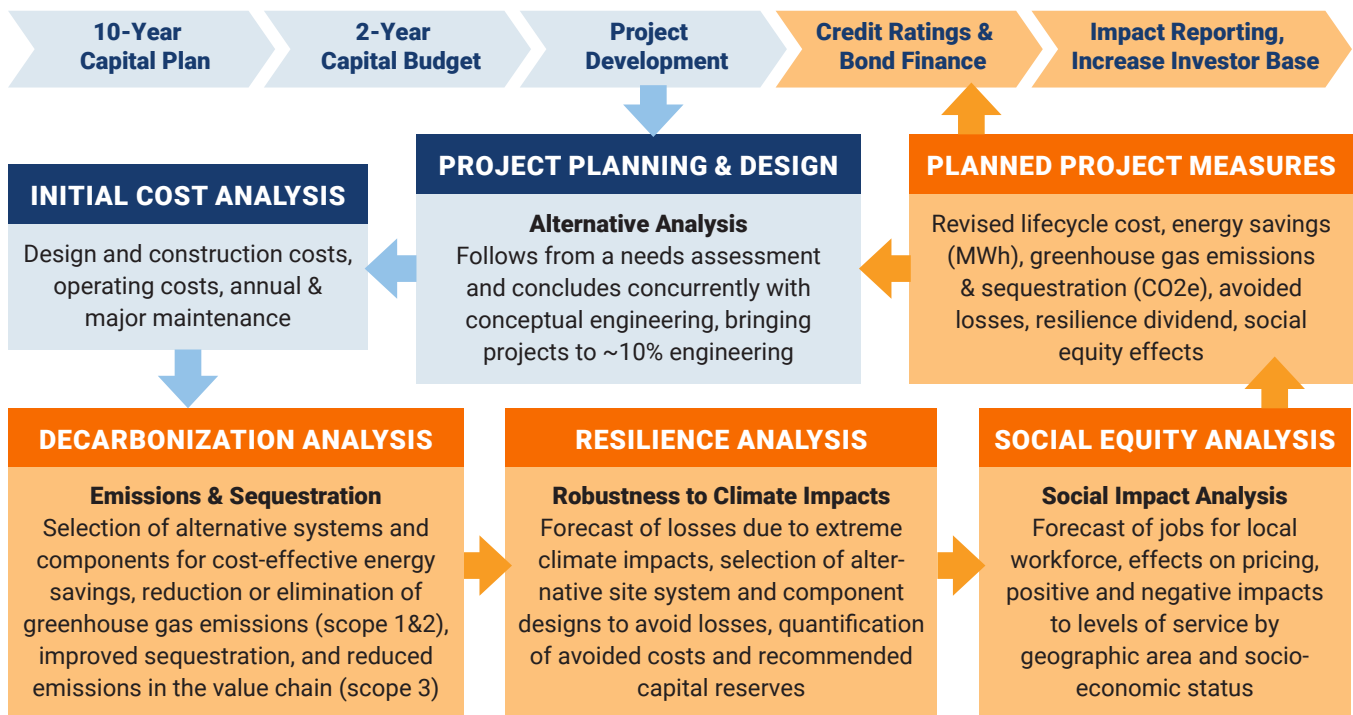 10-Year
Capital Plan
2-Year
Capital Budget
Project
Development
Credit Ratings &
Bond Finance
Impact Reporting,
Increase Investor Base
INITIAL COST ANALYSIS
Design and construction costs,
operating costs, annual &
major maintenance
PROJECT PLANNING & DESIGN
Alternative Analysis
Follows from a needs assessment
and concludes concurrently with
conceptual engineering, bringing
projects to ~10% engineering
PLANNED PROJECT MEASURES
Revised lifecycle cost, energy savings
(MWh), greenhouse gas emissions
& sequestration (CO2e), avoided
losses, resilience dividend, social
equity effects
DECARBONIZATION ANALYSIS
Emissions & Sequestration
Selection of alternative systems and
components for cost-effective energy
savings, reduction or elimination of
greenhouse gas emissions (scope 1&2),
improved sequestration, and reduced
emissions in the value chain (scope 3)
RESILIENCE ANALYSIS
Robustness to Climate Impacts
Forecast of losses due to extreme
climate impacts, selection of alter-
native site system and component
designs to avoid losses, quantification
of avoided costs and recommended
capital reserves
SOCIAL EQUITY ANALYSIS
Social Impact Analysis
Forecast of jobs for local
workforce, effects on pricing,
positive and negative impacts
to levels of service by
geographic area and socio-
economic status